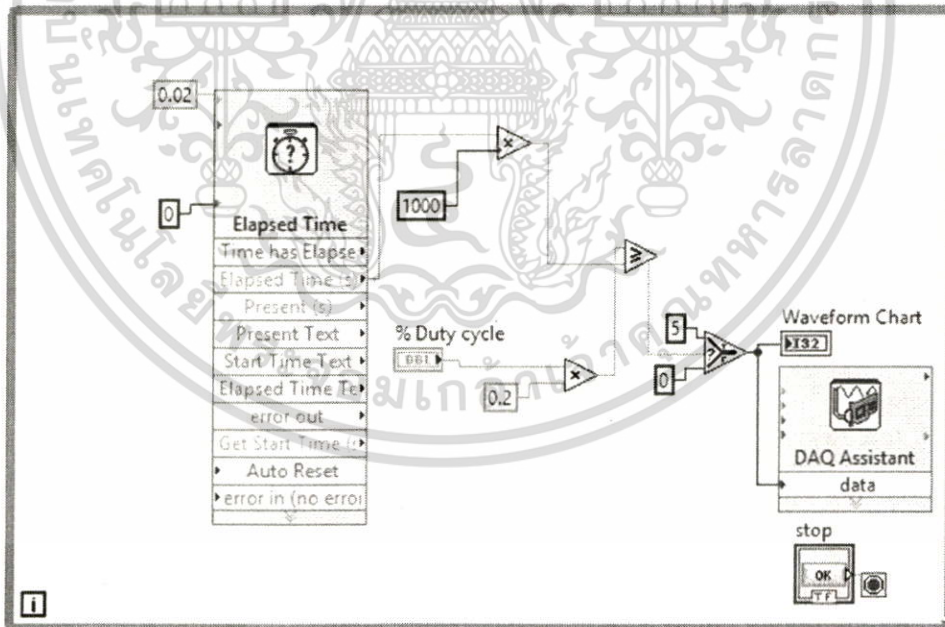 0.02
0
Elapsed Time
Time has Elapse
Elapsed Time (s)
Present (s)
Present Text
Start Time Text
Elapsed Time Te
error out
Get Start Time (s
Auto Reset
error in (no error
1000
% Duty cycle
DBL
0.2
5
0
Waveform Chart
I32
DAQ Assistant
data
stop
OK
TF
i